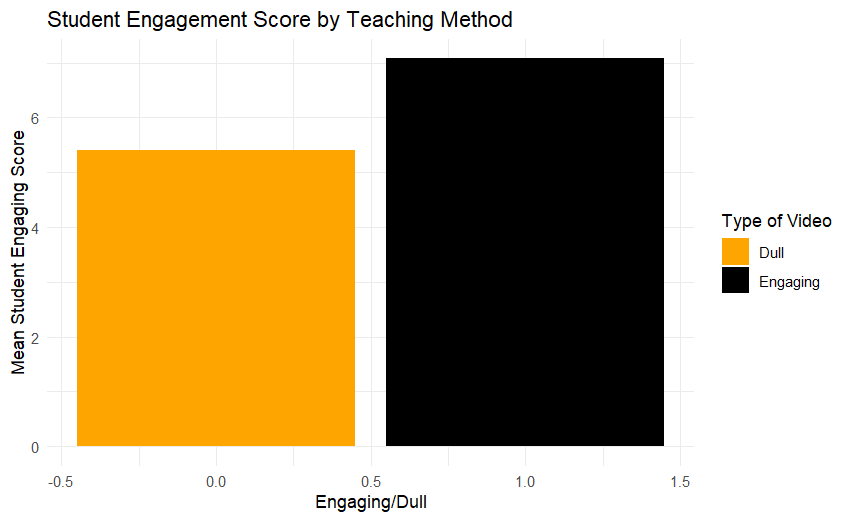 Student Engagement Score by Teaching Method
Mean Student Engaging Score
6
4
2
0
-0.5
0.0
0.5
1.0
1.5
Engaging/Dull
Type of Video
Dull
Engaging